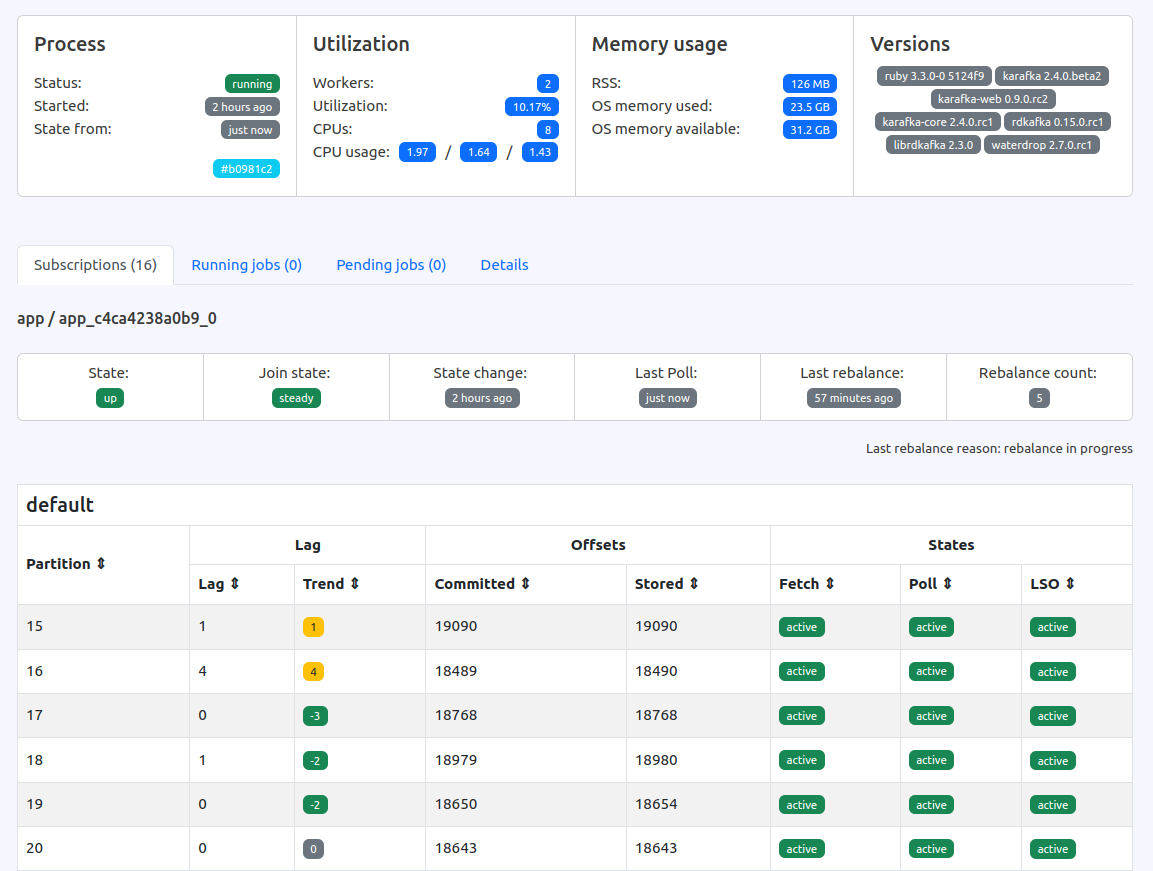 Process
Status: running
Started: 2 hours ago
State from: just now
#b0981c2
Utilization
Workers: 2
Utilization: 10.17%
CPUs: 8
CPU usage: 1.97 / 1.64 / 1.43
Memory usage
RSS: 126 MB
OS memory used: 23.5 GB
OS memory available: 31.2 GB
Versions
ruby 3.3.0-0 5124f9 karafka 2.4.0.beta2
karafka-web 0.9.0.rc2
karafka-core 2.4.0.rc1 rdkafka 0.15.0.rc1
librdkafka 2.3.0 waterdrop 2.7.0.rc1
Subscriptions (16) Running jobs (0) Pending jobs (0) Details
app / app_c4ca4238a0b9_0
State: Join state: State change: Last Poll: Last rebalance: Rebalance count:
up steady 2 hours ago just now 57 minutes ago 5
Last rebalance reason: rebalance in progress
default
Partition ⇕ Lag Offsets States
Lag ⇕ Trend ⇕ Committed ⇕ Stored ⇕ Fetch ⇕ Poll ⇕ LSO ⇕
15 1 1 19090 19090 active active active
16 4 4 18489 18490 active active active
17 0 -3 18768 18768 active active active
18 1 -2 18979 18980 active active active
19 0 -2 18650 18654 active active active
20 0 0 18643 18643 active active active